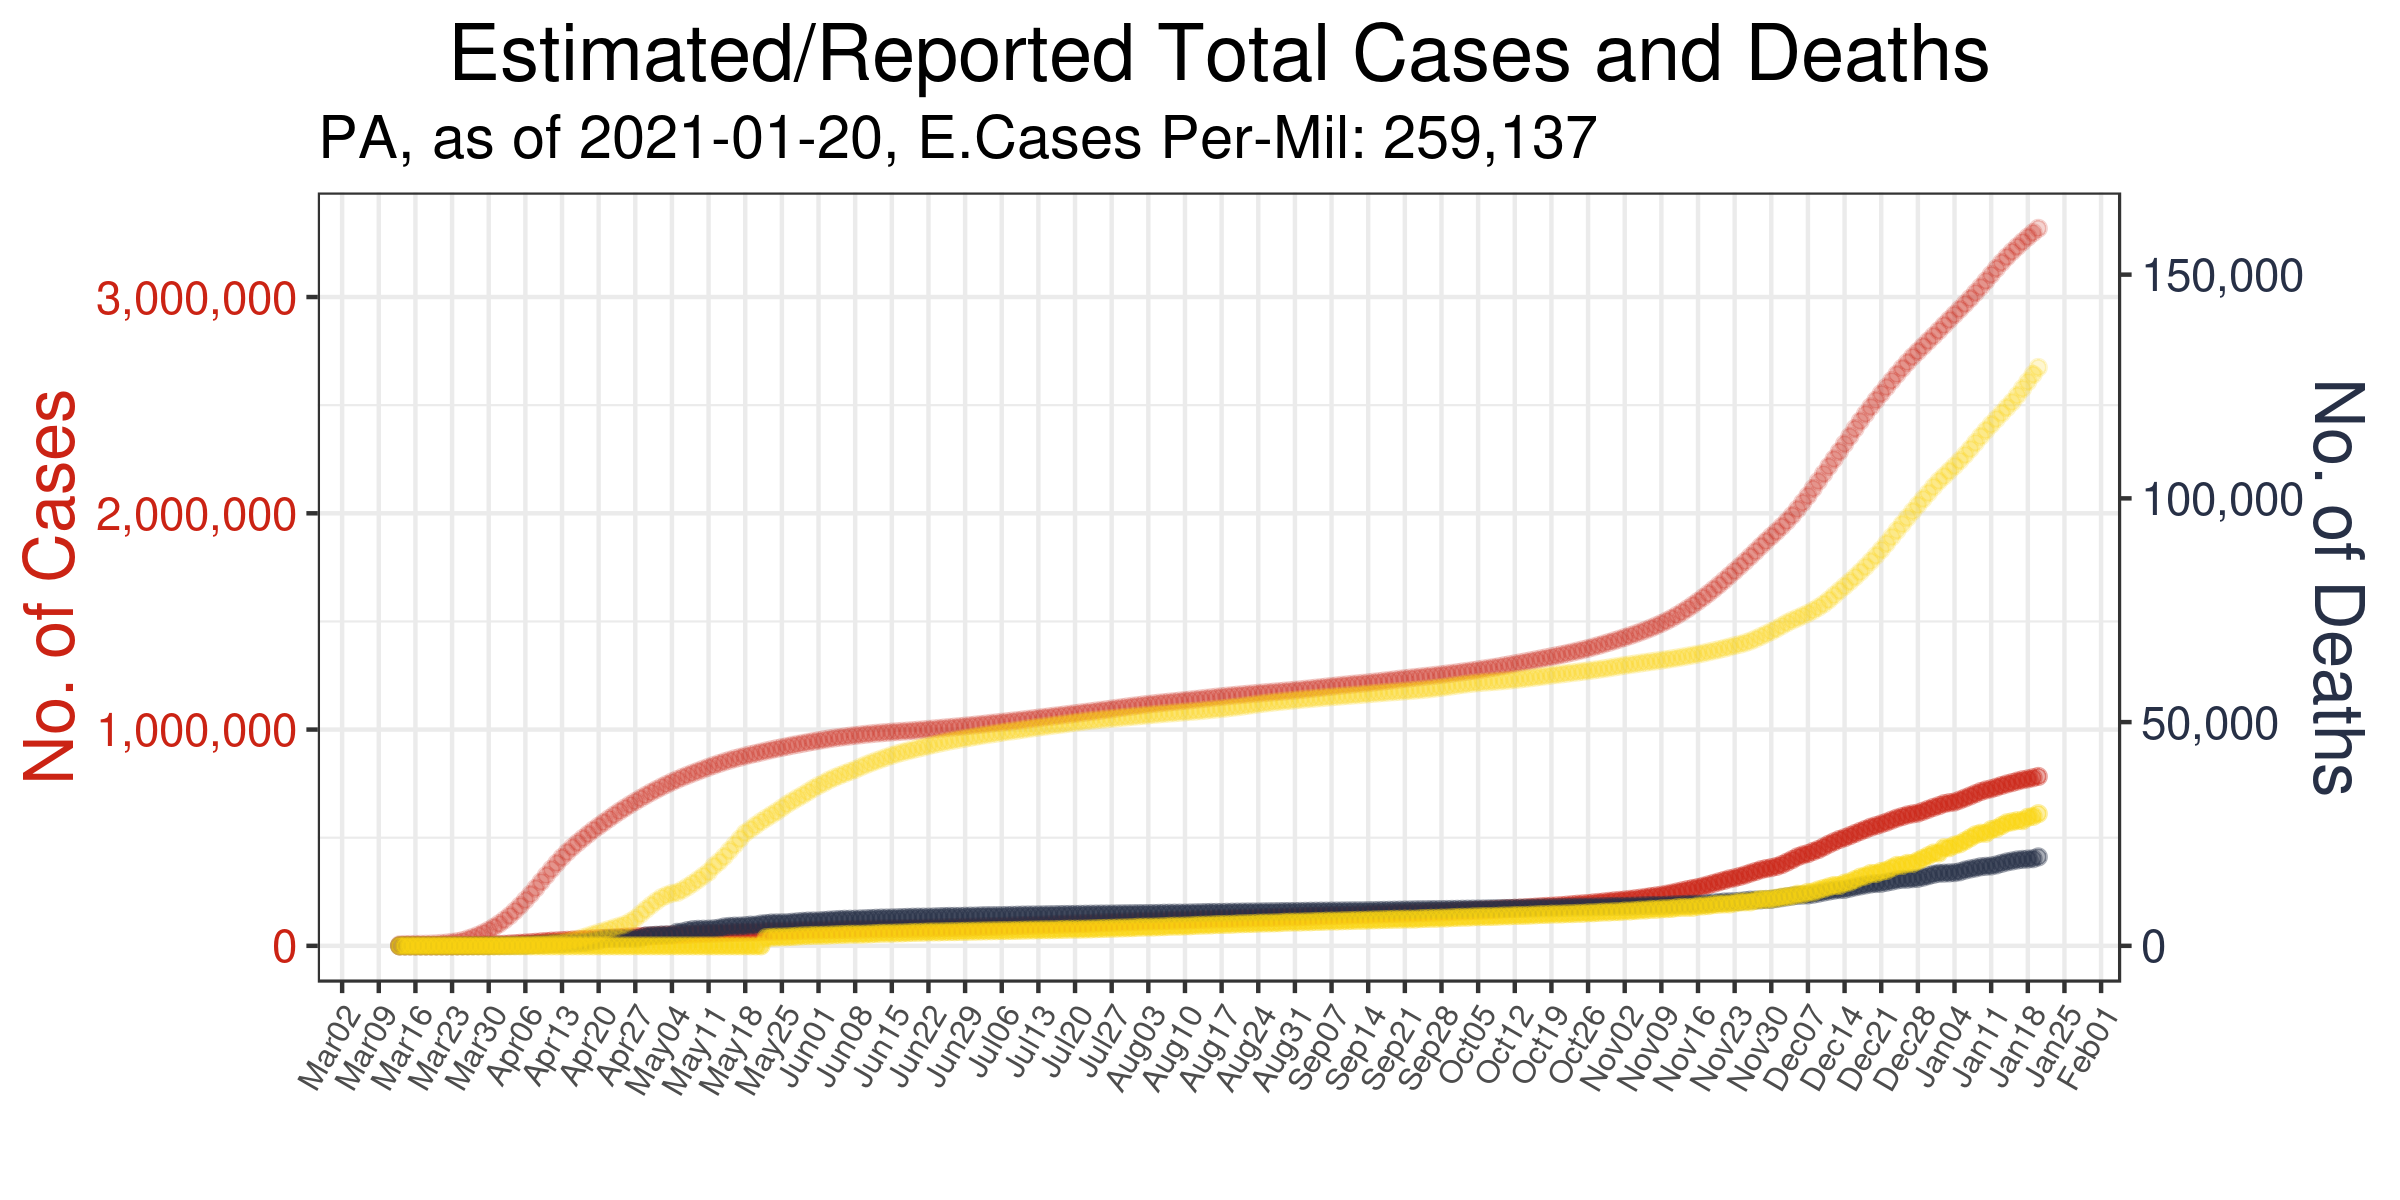 Estimated/Reported Total Cases and Deaths
PA, as of 2021-01-20, E.Cases Per-Mil: 259,137
No. of Cases
3,000,000
2,000,000
1,000,000
0
150,000
100,000
50,000
0
No. of Deaths
Mar02 Mar09 Mar16 Mar23 Mar30 Apr06 Apr13 Apr20 Apr27 May04 May11 May18 May25 Jun01 Jun08 Jun15 Jun22 Jun29 Jul06 Jul13 Jul20 Jul27 Aug03 Aug10 Aug17 Aug24 Aug31 Sep07 Sep14 Sep21 Sep28 Oct05 Oct12 Oct19 Oct26 Nov02 Nov09 Nov16 Nov23 Nov30 Dec07 Dec14 Dec21 Dec28 Jan04 Jan11 Jan18 Jan25 Feb01